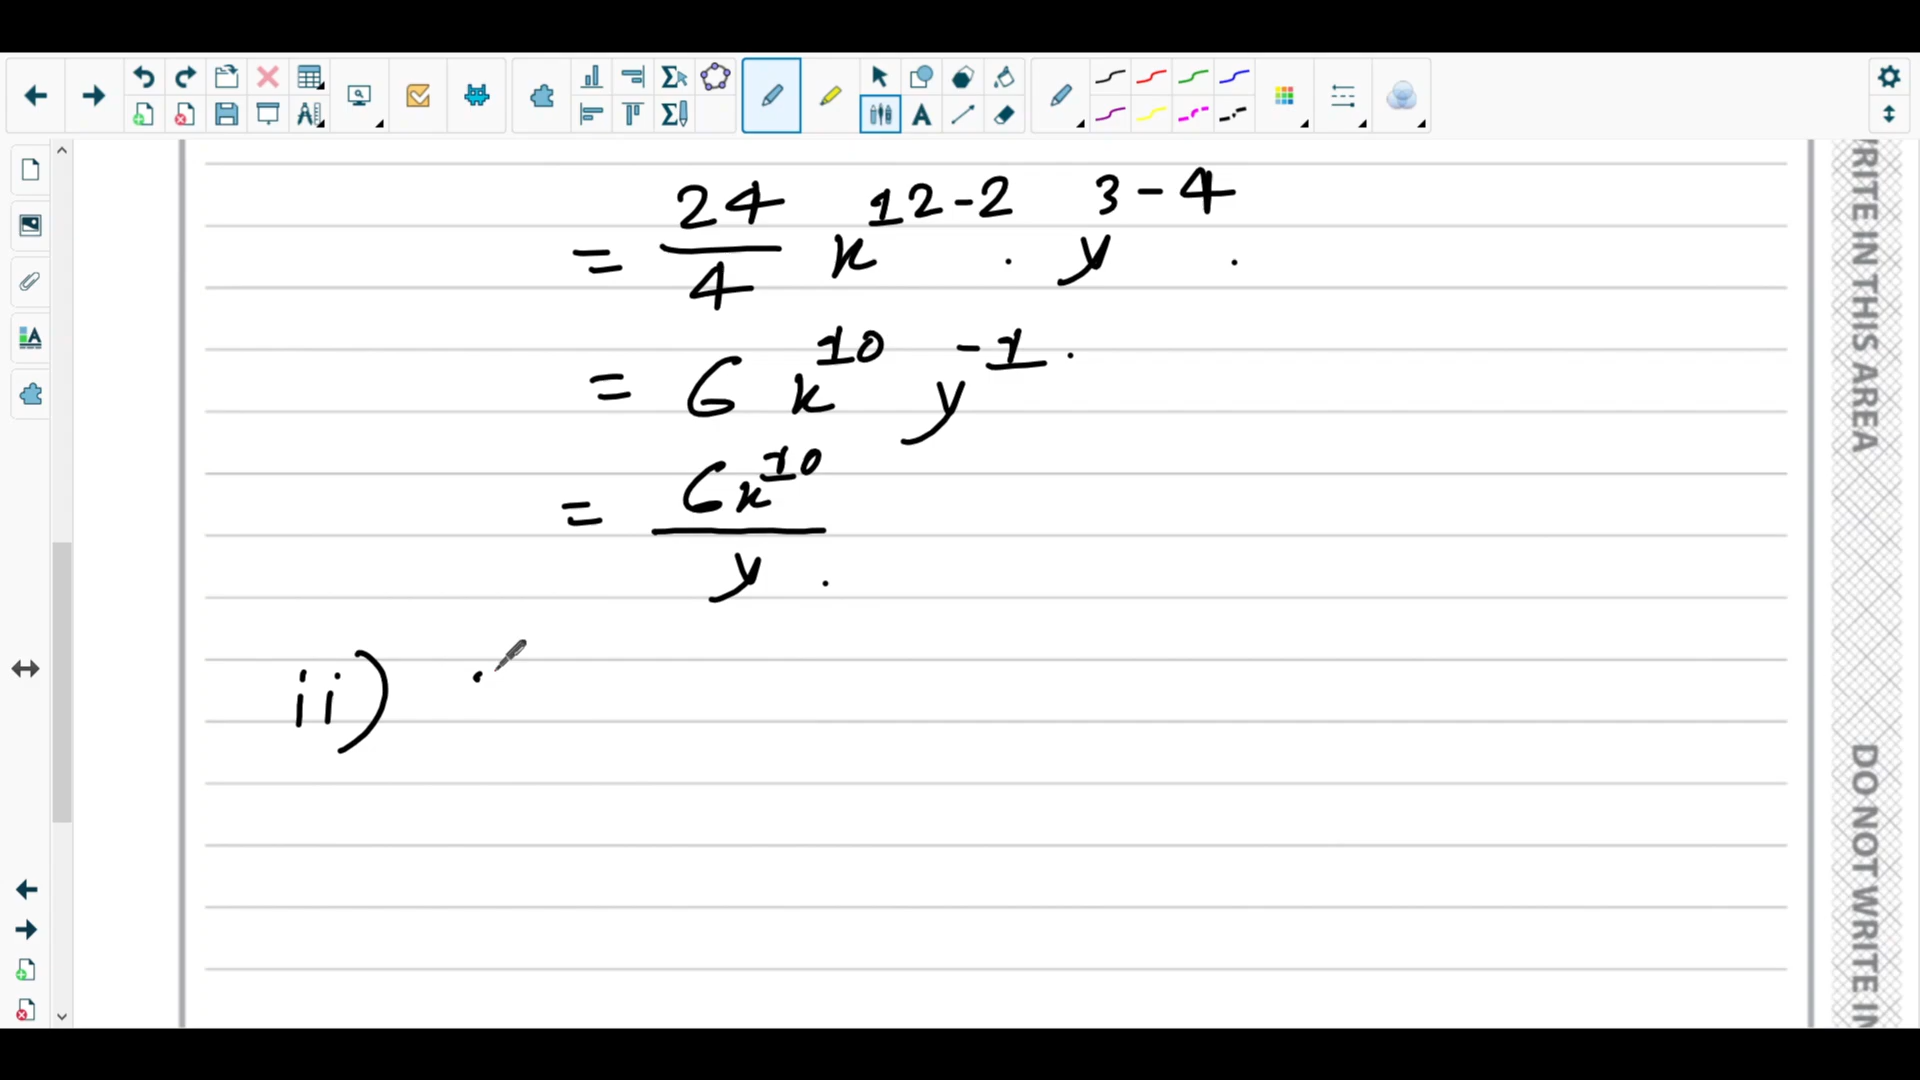 = 24/4 x^12-2 . y^3-4 .
= 6 x^10 y^-1 .
= 6x^10 / y .
ii)
RITE IN THIS AREA
DO NOT WRITE IN